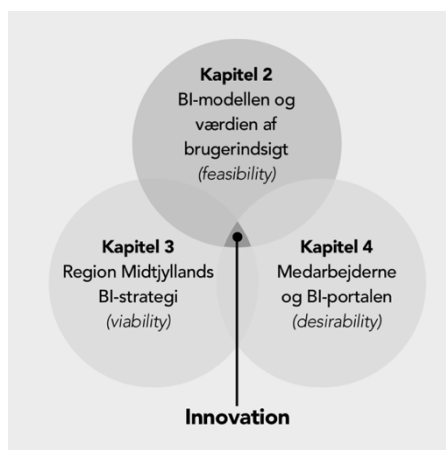 Kapitel 2
BI-modellen og
værdien af
brugerindsigt
(feasibility)
Kapitel 3
Region Midtjyllands
BI-strategi
(viability)
Kapitel 4
Medarbejderne
og BI-portalen
(desirability)
Innovation